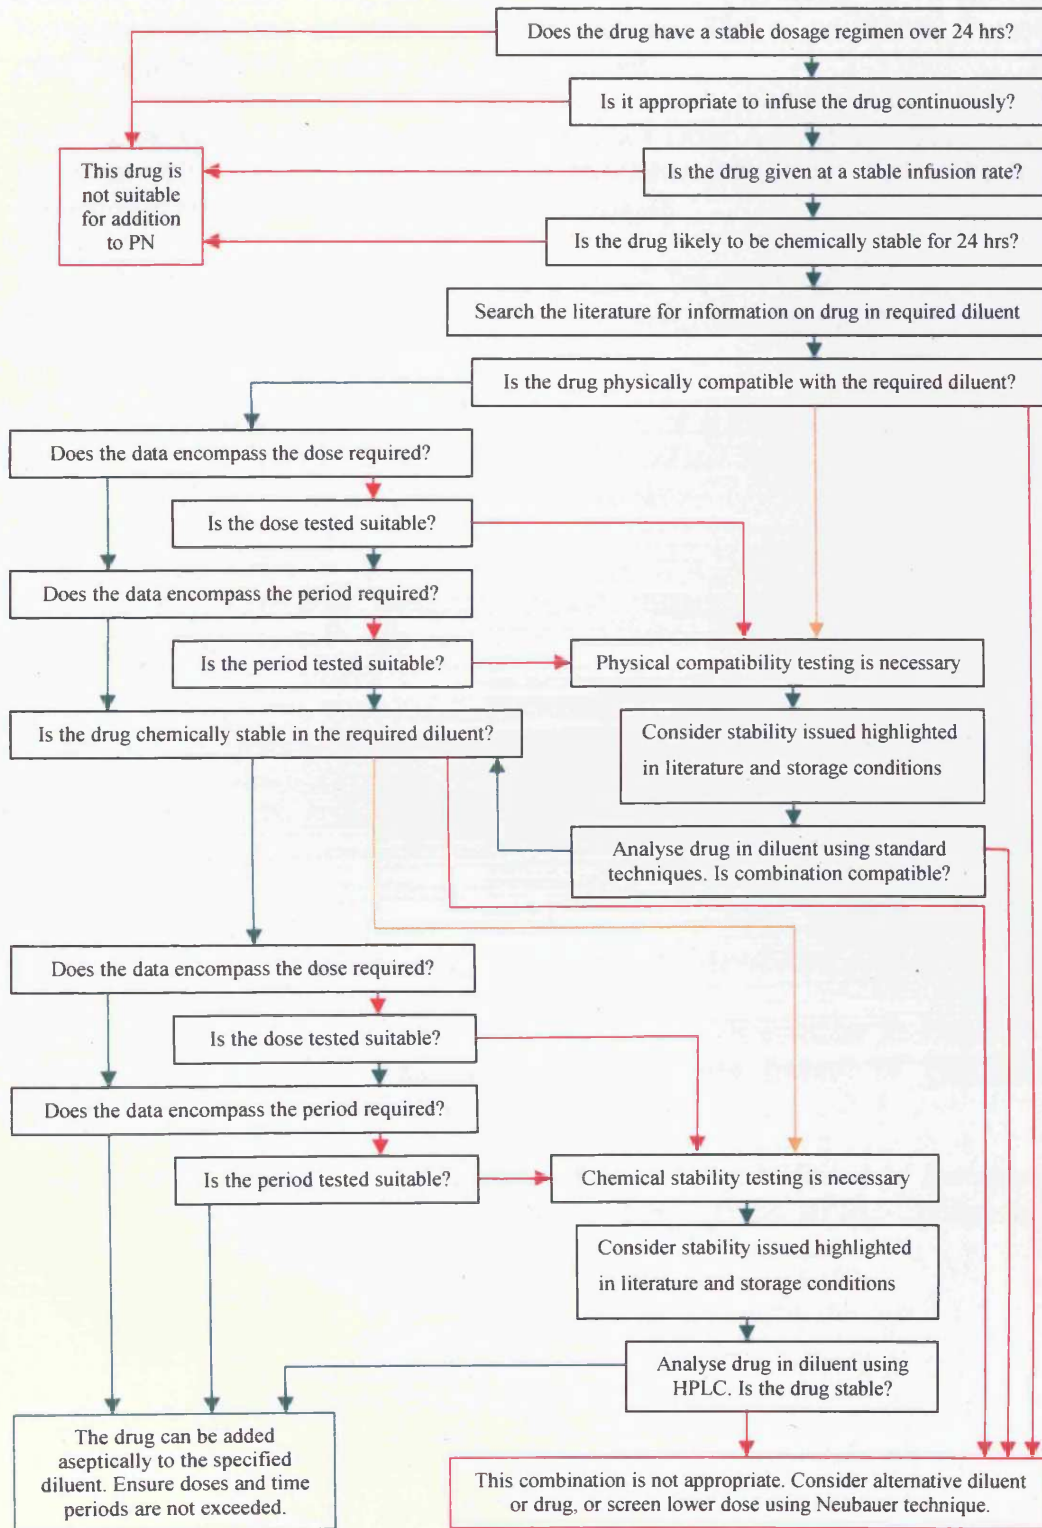 Does the drug have a stable dosage regimen over 24 hrs?
Is it appropriate to infuse the drug continuously?
This drug is
not suitable
for addition
to PN
Is the drug given at a stable infusion rate?
Is the drug likely to be chemically stable for 24 hrs?
Search the literature for information on drug in required diluent
Is the drug physically compatible with the required diluent?
Does the data encompass the dose required?
Is the dose tested suitable?
Does the data encompass the period required?
Is the period tested suitable?
Physical compatibility testing is necessary
Is the drug chemically stable in the required diluent?
Consider stability issued highlighted
in literature and storage conditions
Analyse drug in diluent using standard
techniques. Is combination compatible?
Does the data encompass the dose required?
Is the dose tested suitable?
Does the data encompass the period required?
Is the period tested suitable?
Chemical stability testing is necessary
Consider stability issued highlighted
in literature and storage conditions
Analyse drug in diluent using
HPLC. Is the drug stable?
The drug can be added
aseptically to the specified
diluent. Ensure doses and time
periods are not exceeded.
This combination is not appropriate. Consider alternative diluent
or drug, or screen lower dose using Neubauer technique.